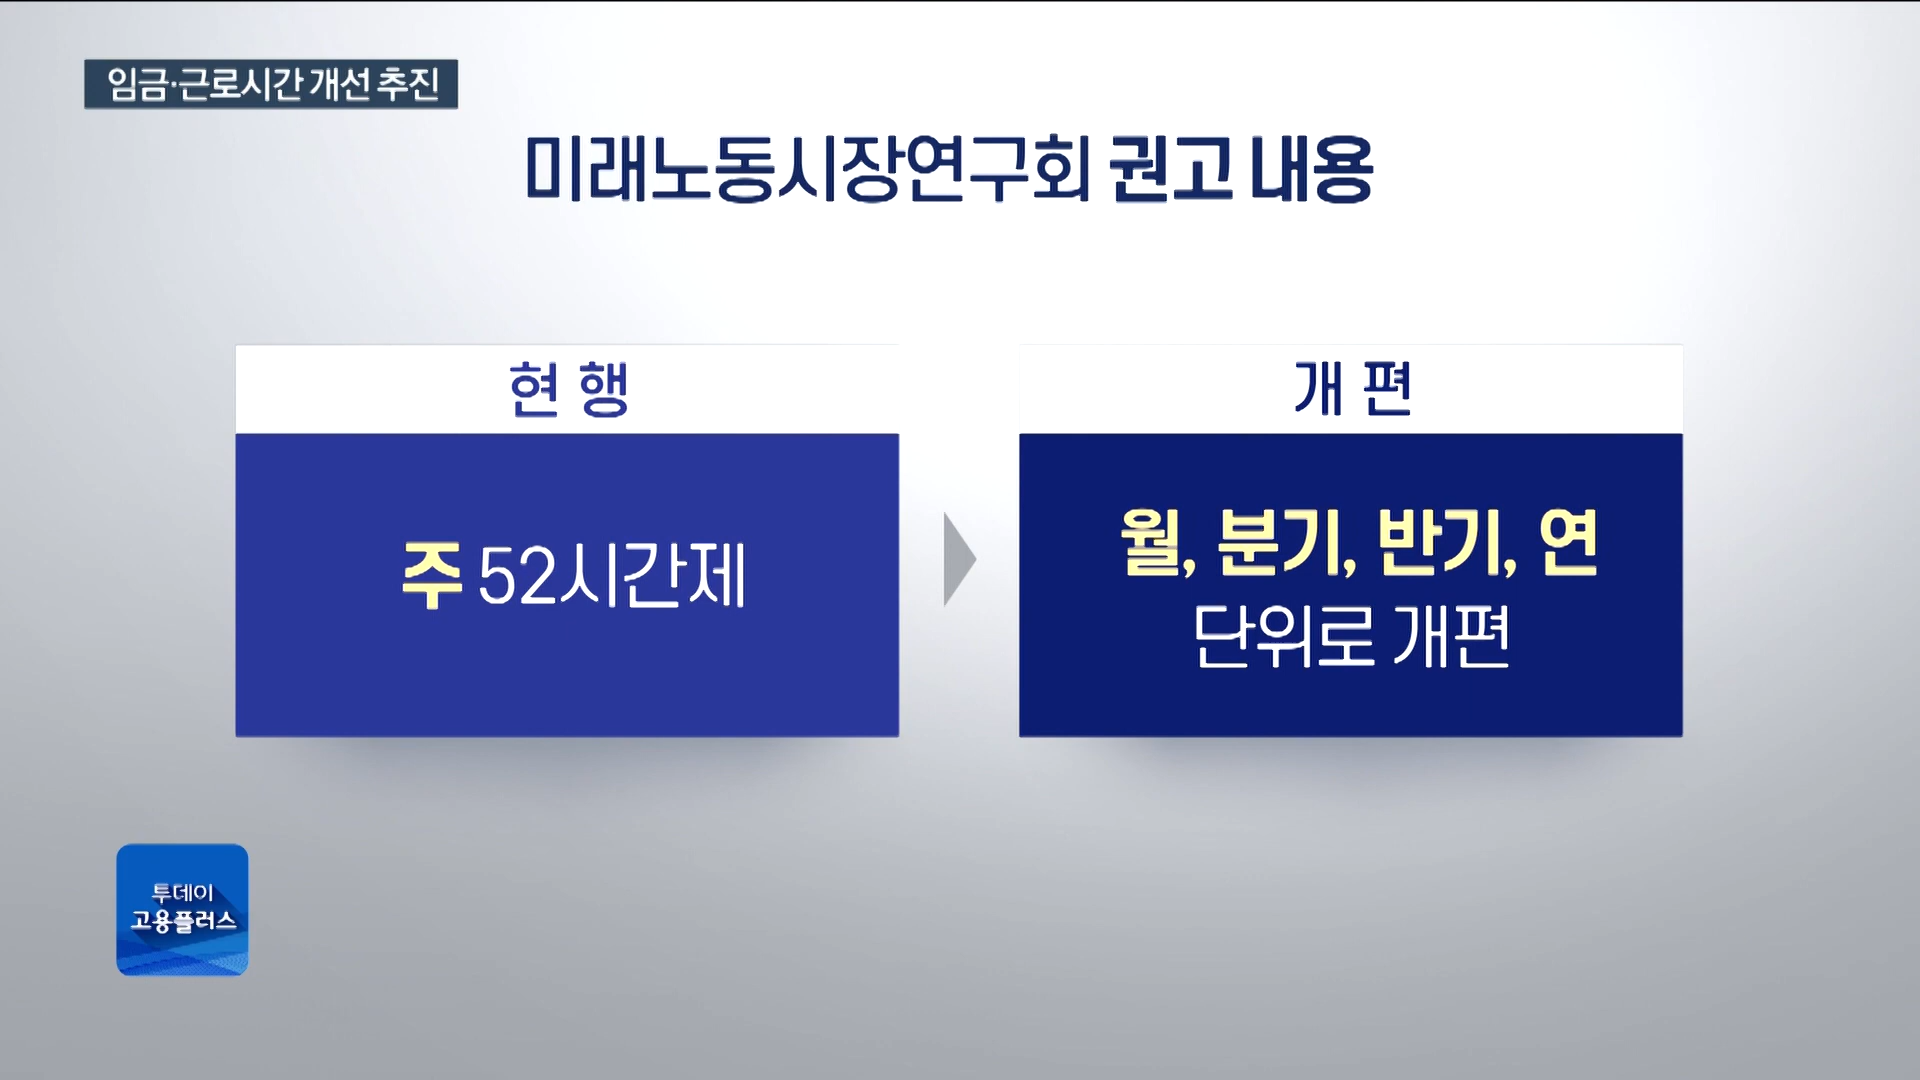 임금·근로시간 개선 추진
미래노동시장연구회 권고 내용
현 행
주 52시간제
개 편
월, 분기, 반기, 연
단위로 개편
투데이
고용플러스